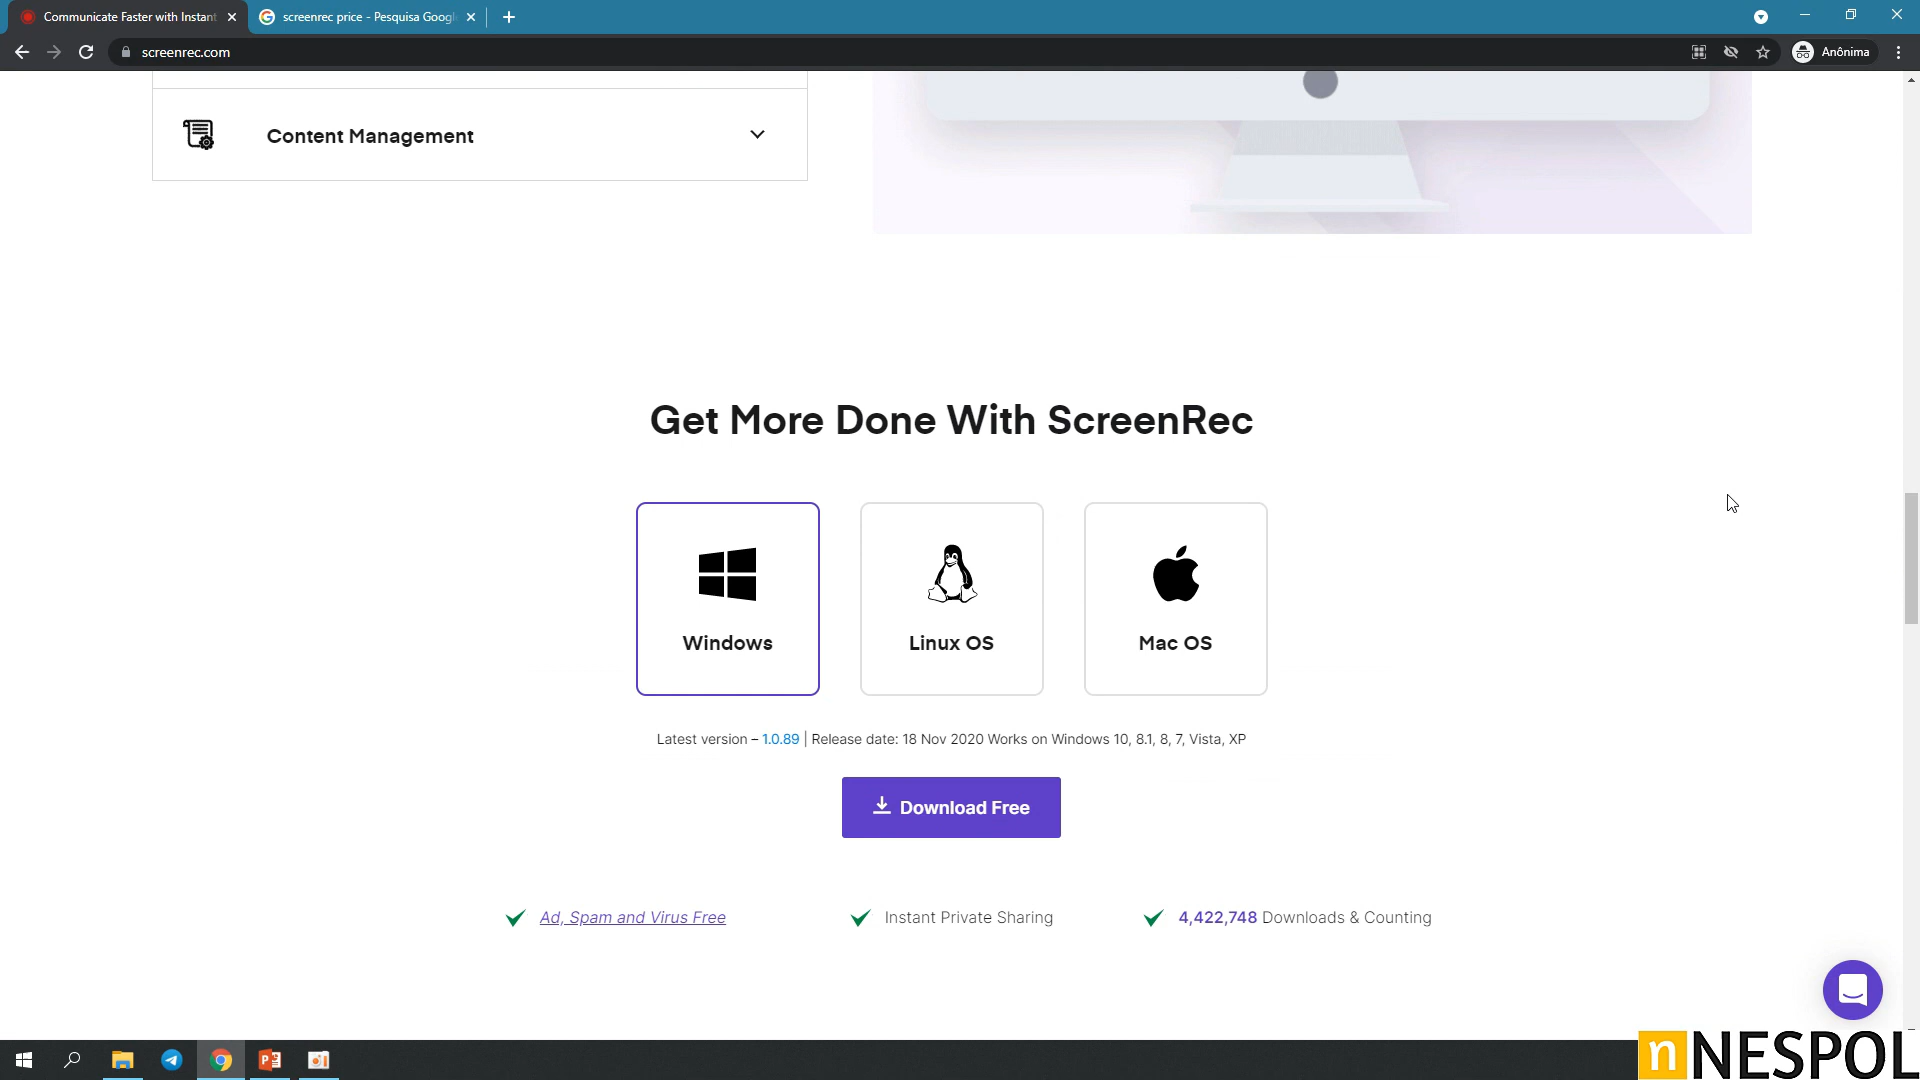 Communicate Faster with Instant
screenrec price - Pesquisa Googl
screenrec.com
Anônima
Content Management
Get More Done With ScreenRec
Windows
Linux OS
Mac OS
Latest version – 1.0.89 | Release date: 18 Nov 2020 Works on Windows 10, 8.1, 8, 7, Vista, XP
Download Free
Ad, Spam and Virus Free
Instant Private Sharing
4,422,748 Downloads & Counting
n NESPOL